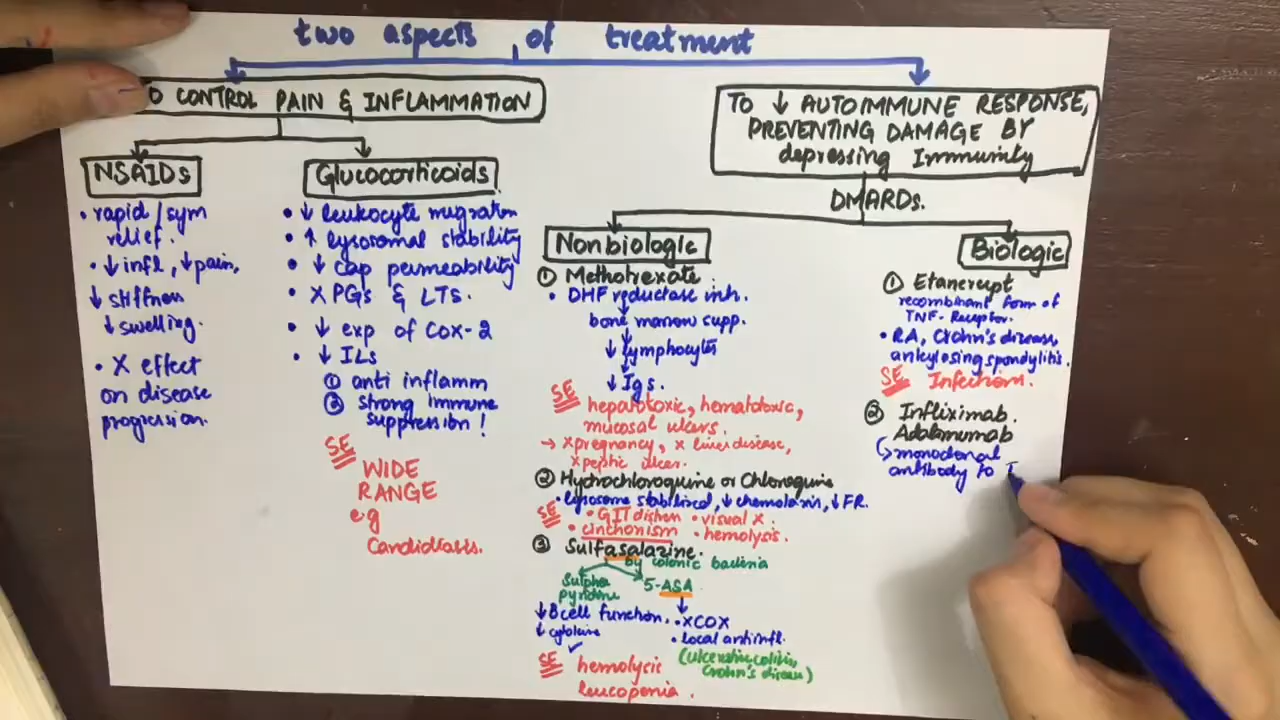 two aspects of treatment
O CONTROL PAIN & INFLAMMATION
NSAIDs
• rapid / sym
relief.
• ↓ infl, ↓ pain,
↓ stiffness
↓ swelling.
• X effect
on disease
progression.
Glucocorticoids
• ↓ leukocyte migration
• ↑ lysosomal stability
• ↓ cap permeability
• X PGs & LTs.
• ↓ exp of COX-2
• ↓ ILs
① anti inflamm
② strong immune
suppression!
SE
WIDE
RANGE
eg
Candidiasis.
TO ↓ AUTOIMMUNE RESPONSE,
PREVENTING DAMAGE BY
depressing Immunity
DMARDs.
Nonbiologic
① Methotrexate.
• DHF reductase inh.
↓
bone marrow supp.
↓
↓ lymphocytes
↓
↓ Igs.
SE
hepatotoxic, hematotoxic,
mucosal ulcers.
→ x pregnancy, x liver disease,
x peptic ulcer.
② Hydrochloroquine or Chloroquine
• lysosome stabilized, ↓ chemotaxis, ↓ FR.
SE
• GIT disturb • visual x.
• cinchonism • hemolysis.
③ Sulfasalazine.
by colonic bacteria
Sulpha
pyridine
5-ASA
↓ B cell function.
↓ cytokine
• X COX
• local antiinfl.
(ulcerative colitis,
Crohn's disease)
SE hemolysis
leucopenia.
Biologic
① Etanercept
recombinant form of
TNF-Receptor.
• RA, Crohn's disease,
ankylosing spondylitis.
SE Infections.
② Infliximab.
Adalimumab
↳ monoclonal
antibody to